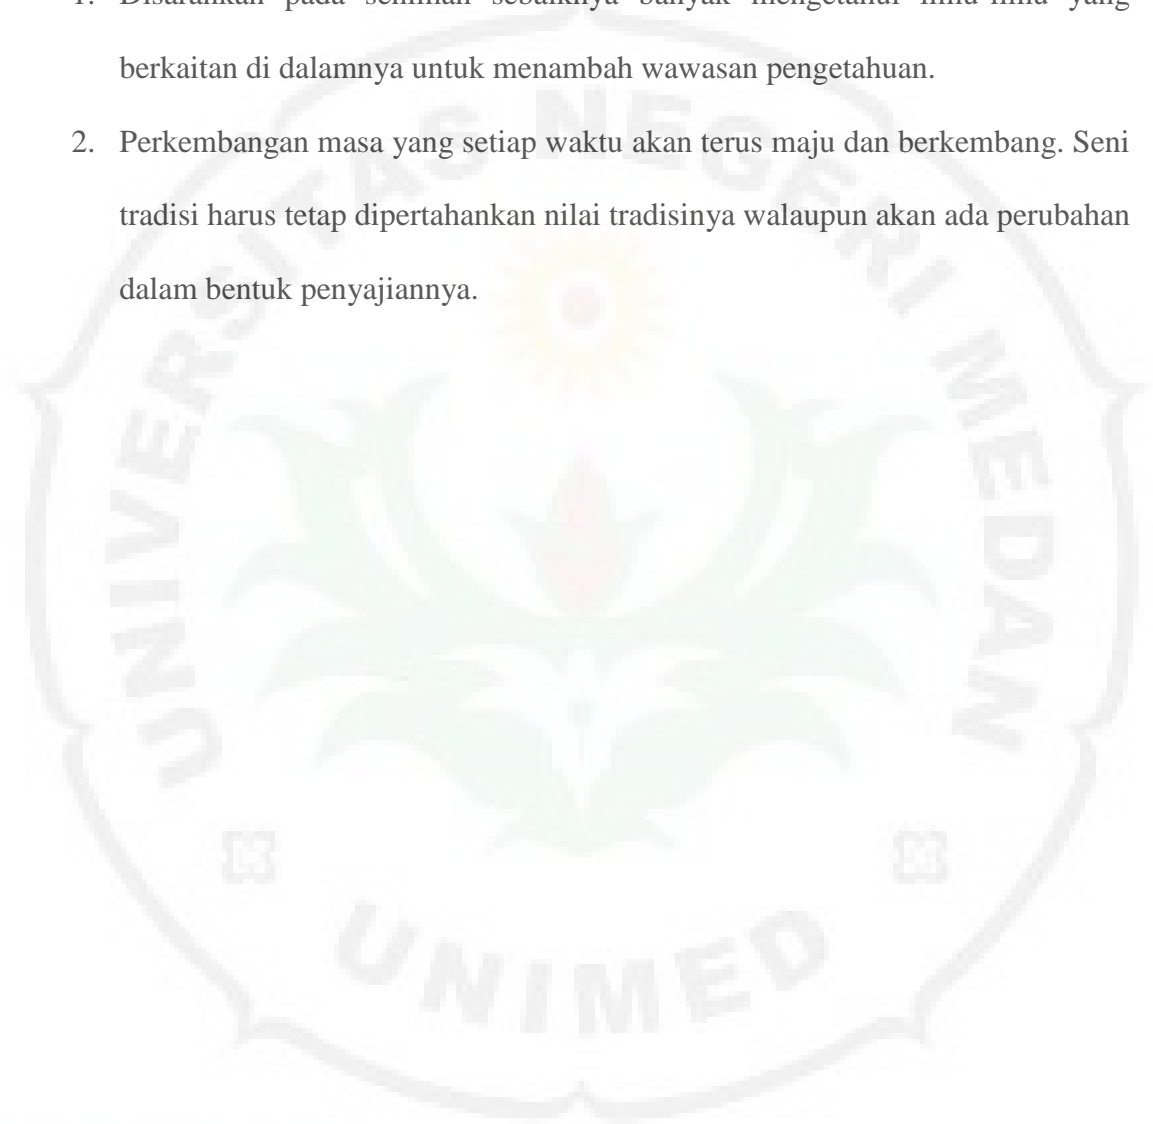 1. Disarankan pada seniman sebaiknya banyak mengetahui ilmu-ilmu yang
berkaitan di dalamnya untuk menambah wawasan pengetahuan.
2. Perkembangan masa yang setiap waktu akan terus maju dan berkembang. Seni
tradisi harus tetap dipertahankan nilai tradisinya walaupun akan ada perubahan
dalam bentuk penyajiannya.
UNIVERSITAS NEGERI MEDAN
UNIMED